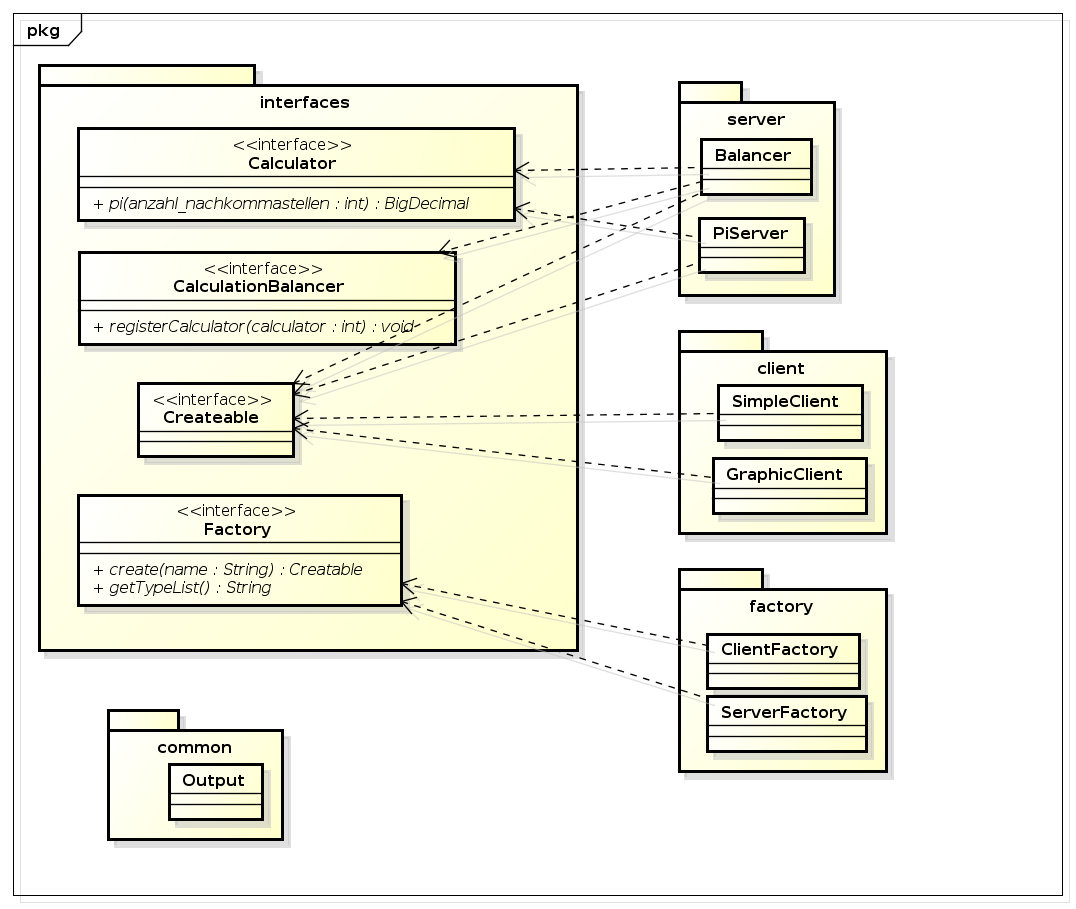 pkg
interfaces
<<interface>>
Calculator
+ pi(anzahl_nachkommastellen : int) : BigDecimal
<<interface>>
CalculationBalancer
+ registerCalculator(calculator : int) : void
<<interface>>
Createable
<<interface>>
Factory
+ create(name : String) : Creatable
+ getTypeList() : String
common
Output
server
Balancer
PiServer
client
SimpleClient
GraphicClient
factory
ClientFactory
ServerFactory